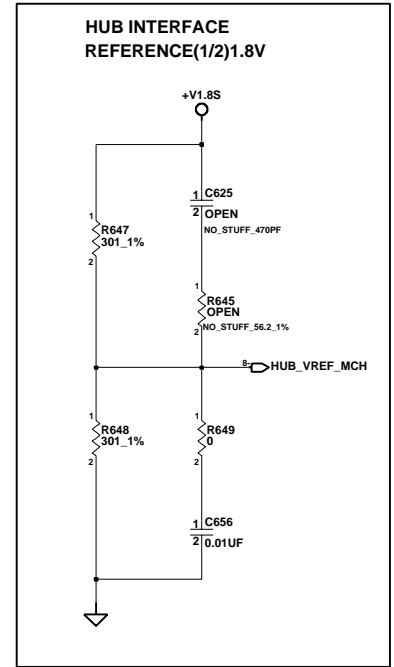 HUB INTERFACE
REFERENCE(1/2)1.8V
+V1.8S
1 C625
2 OPEN
NO_STUFF_470PF
1
R647
301_1%
2
1
R645
OPEN
2 NO_STUFF_56.2_1%
8- HUB_VREF_MCH
1
R648
301_1%
2
1
R649
0
2
1 C656
2 0.01UF